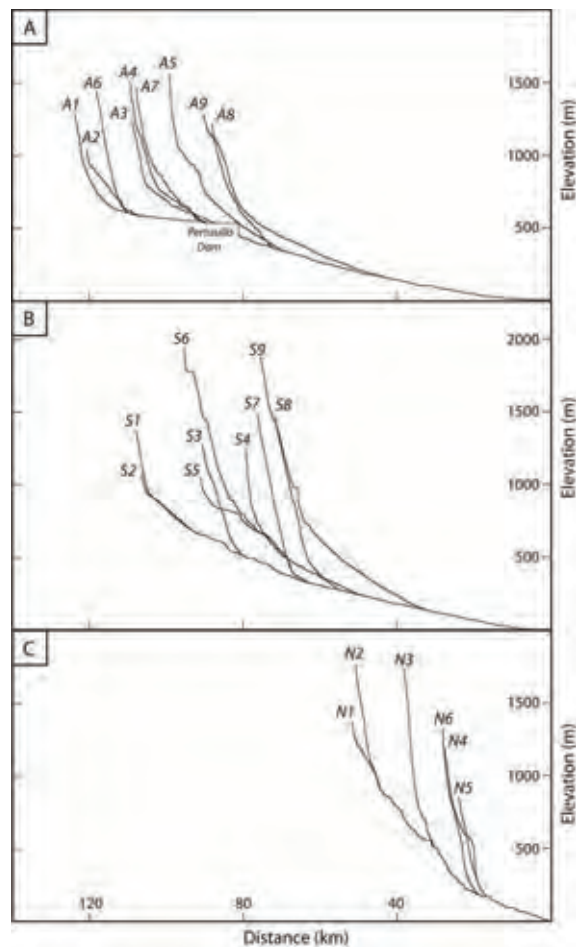 A
A5
A4
A6
A7
A1
A3
A9
A8
A2
1500
1000
500
Elevation (m)
Pertusillo
Dam
B
2000
S6
S9
1500
S1
S7
S8
S3
S4
S2
S5
1000
500
Elevation (m)
C
N2
N3
1500
N1
N6
N4
1000
N5
500
Elevation (m)
120
80
40
Distance (km)